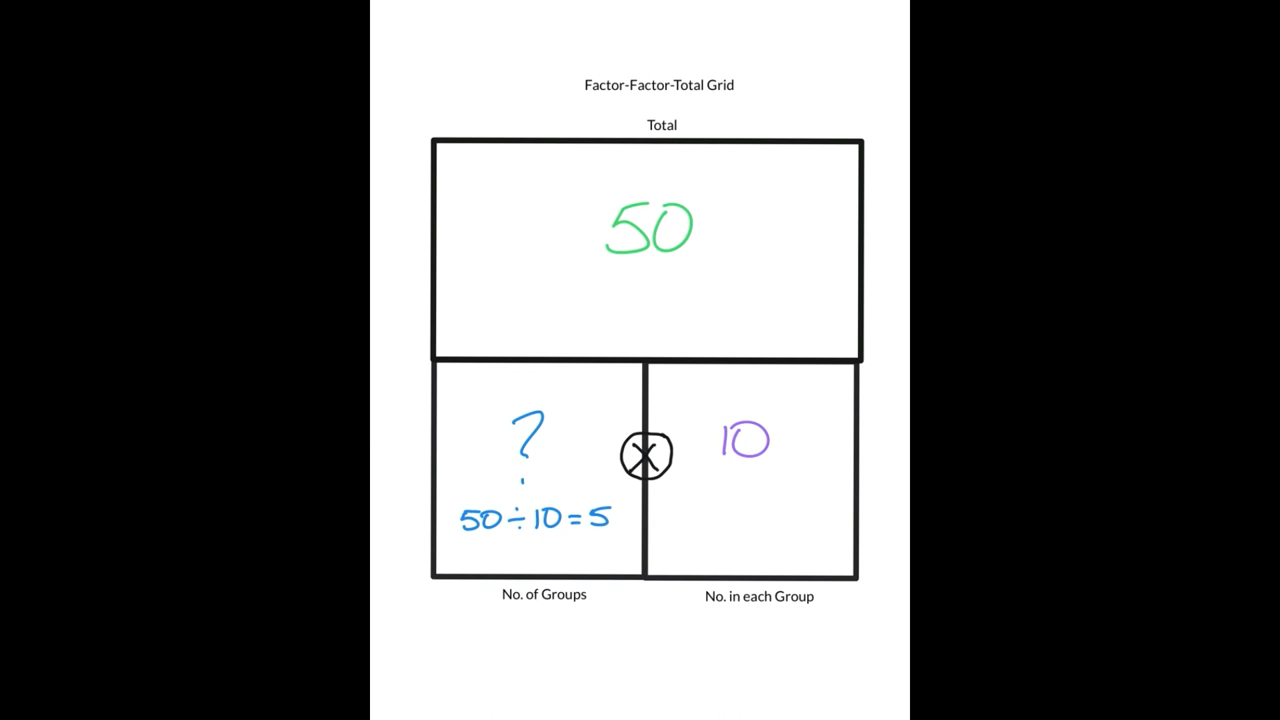 Factor-Factor-Total Grid
Total
50
?
X
10
50÷10=5
No. of Groups
No. in each Group